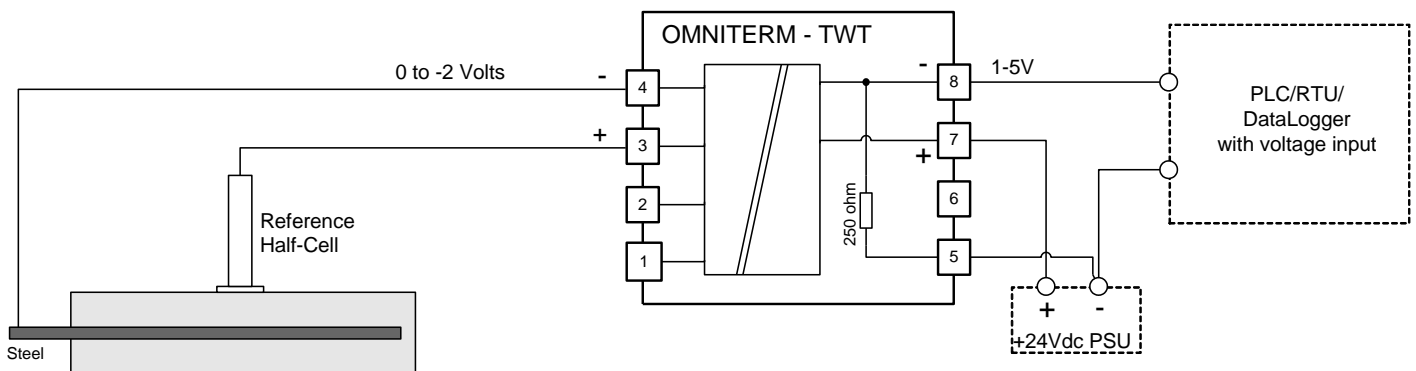 OMNITERM - TWT
0 to -2 Volts
-
4
+
3
2
1
-
8
1-5V
7
+
6
5
250 ohm
PLC/RTU/
DataLogger
with voltage input
Reference
Half-Cell
Steel
+
-
+24Vdc PSU